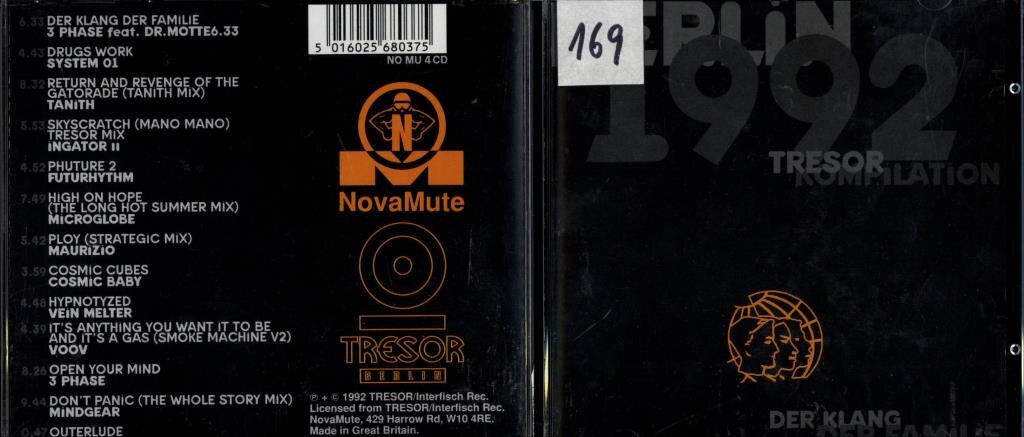 6.33 DER KLANG DER FAMILIE
3 PHASE feat. DR.MOTTE6.33
4.43 DRUGS WORK
SYSTEM 01
8.32 RETURN AND REVENGE OF THE
GATORADE (TANITH MIX)
TANiTH
5.53 SKYSCRATCH (MANO MANO)
TRESOR MIX
iNGATOR ii
4.52 PHUTURE 2
FUTURHYTHM
7.49 HIGH ON HOPE
(THE LONG HOT SUMMER MIX)
MiCROGLOBE
5.42 PLOY (STRATEGIC MIX)
MAURiZiO
3.59 COSMIC CUBES
COSMiC BABY
4.48 HYPNOTYZED
VEiN MELTER
4.39 IT'S ANYTHING YOU WANT IT TO BE
AND IT'S A GAS (SMOKE MACHINE V2)
VOOV
8.26 OPEN YOUR MIND
3 PHASE
9.44 DON'T PANIC (THE WHOLE STORY MIX)
MiNDGEAR
0.47 OUTERLUDE
5 016025 680375
NO MU 4 CD
N
NovaMute
TRESOR
BERLIN
℗ + © 1992 TRESOR/Interfisch Rec.
Licensed from TRESOR/Interfisch Rec.
NovaMute, 429 Harrow Rd, W10 4RE.
Made in Great Britain.
169
BERLiN
1992
TRESOR
KOMPiLATiON
DER KLANG
DER FAMiLiE